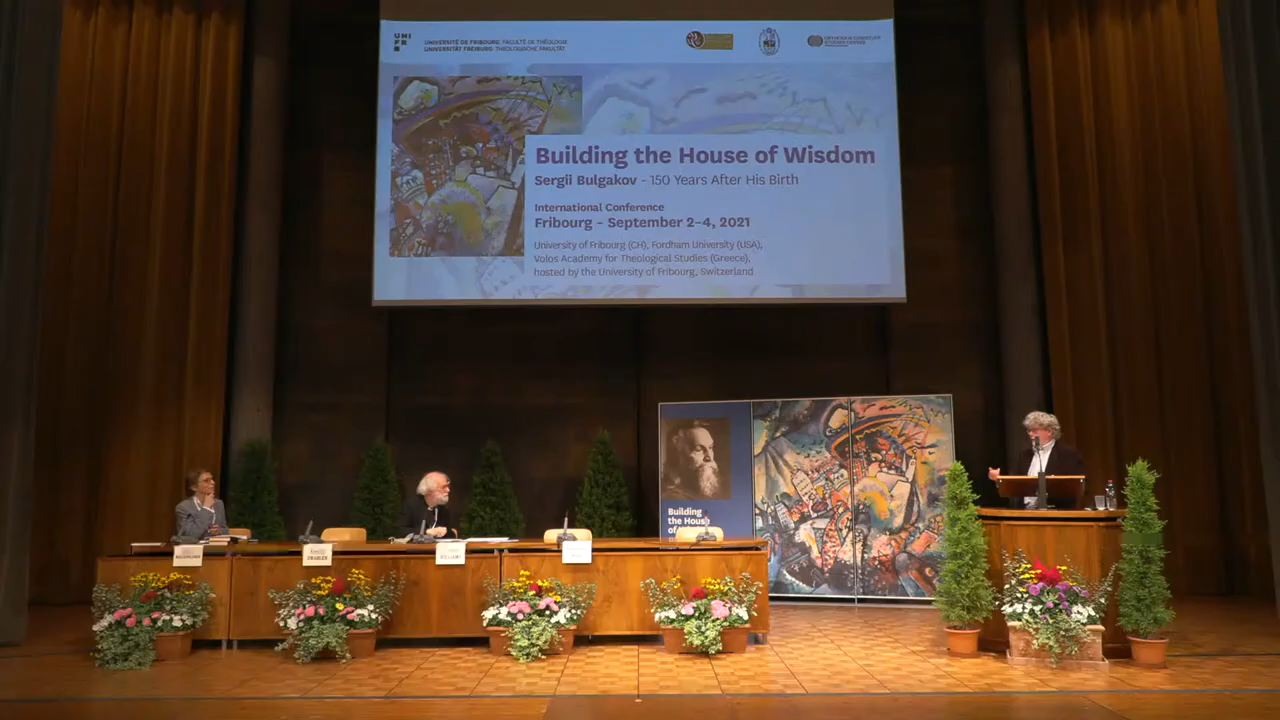 UNI
FR
UNIVERSITÉ DE FRIBOURG FACULTÉ DE THÉOLOGIE
UNIVERSITÄT FREIBURG THEOLOGISCHE FAKULTÄT
Building the House of Wisdom
Sergii Bulgakov - 150 Years After His Birth
International Conference
Fribourg – September 2–4, 2021
University of Fribourg (CH), Fordham University (USA),
Volos Academy for Theological Studies (Greece),
hosted by the University of Fribourg, Switzerland
Building
the House
of
WILLIAMS